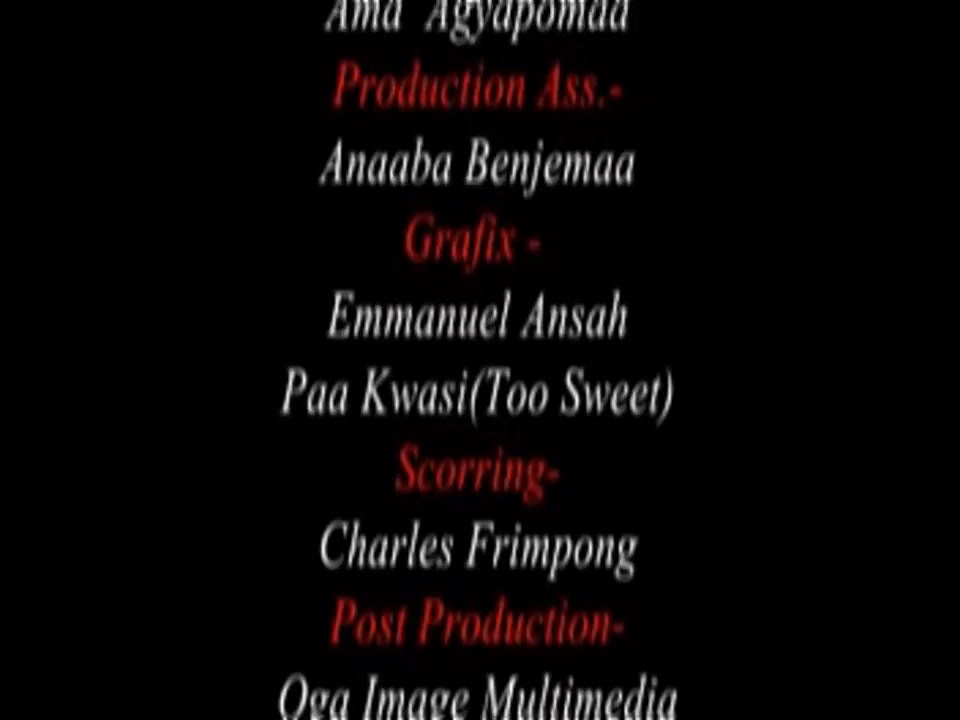 Ama Agyapomaa
Production Ass.-
Anaaba Benjemaa
Grafix -
Emmanuel Ansah
Paa Kwasi(Too Sweet)
Scorring-
Charles Frimpong
Post Production-
Oga Image Multimedia